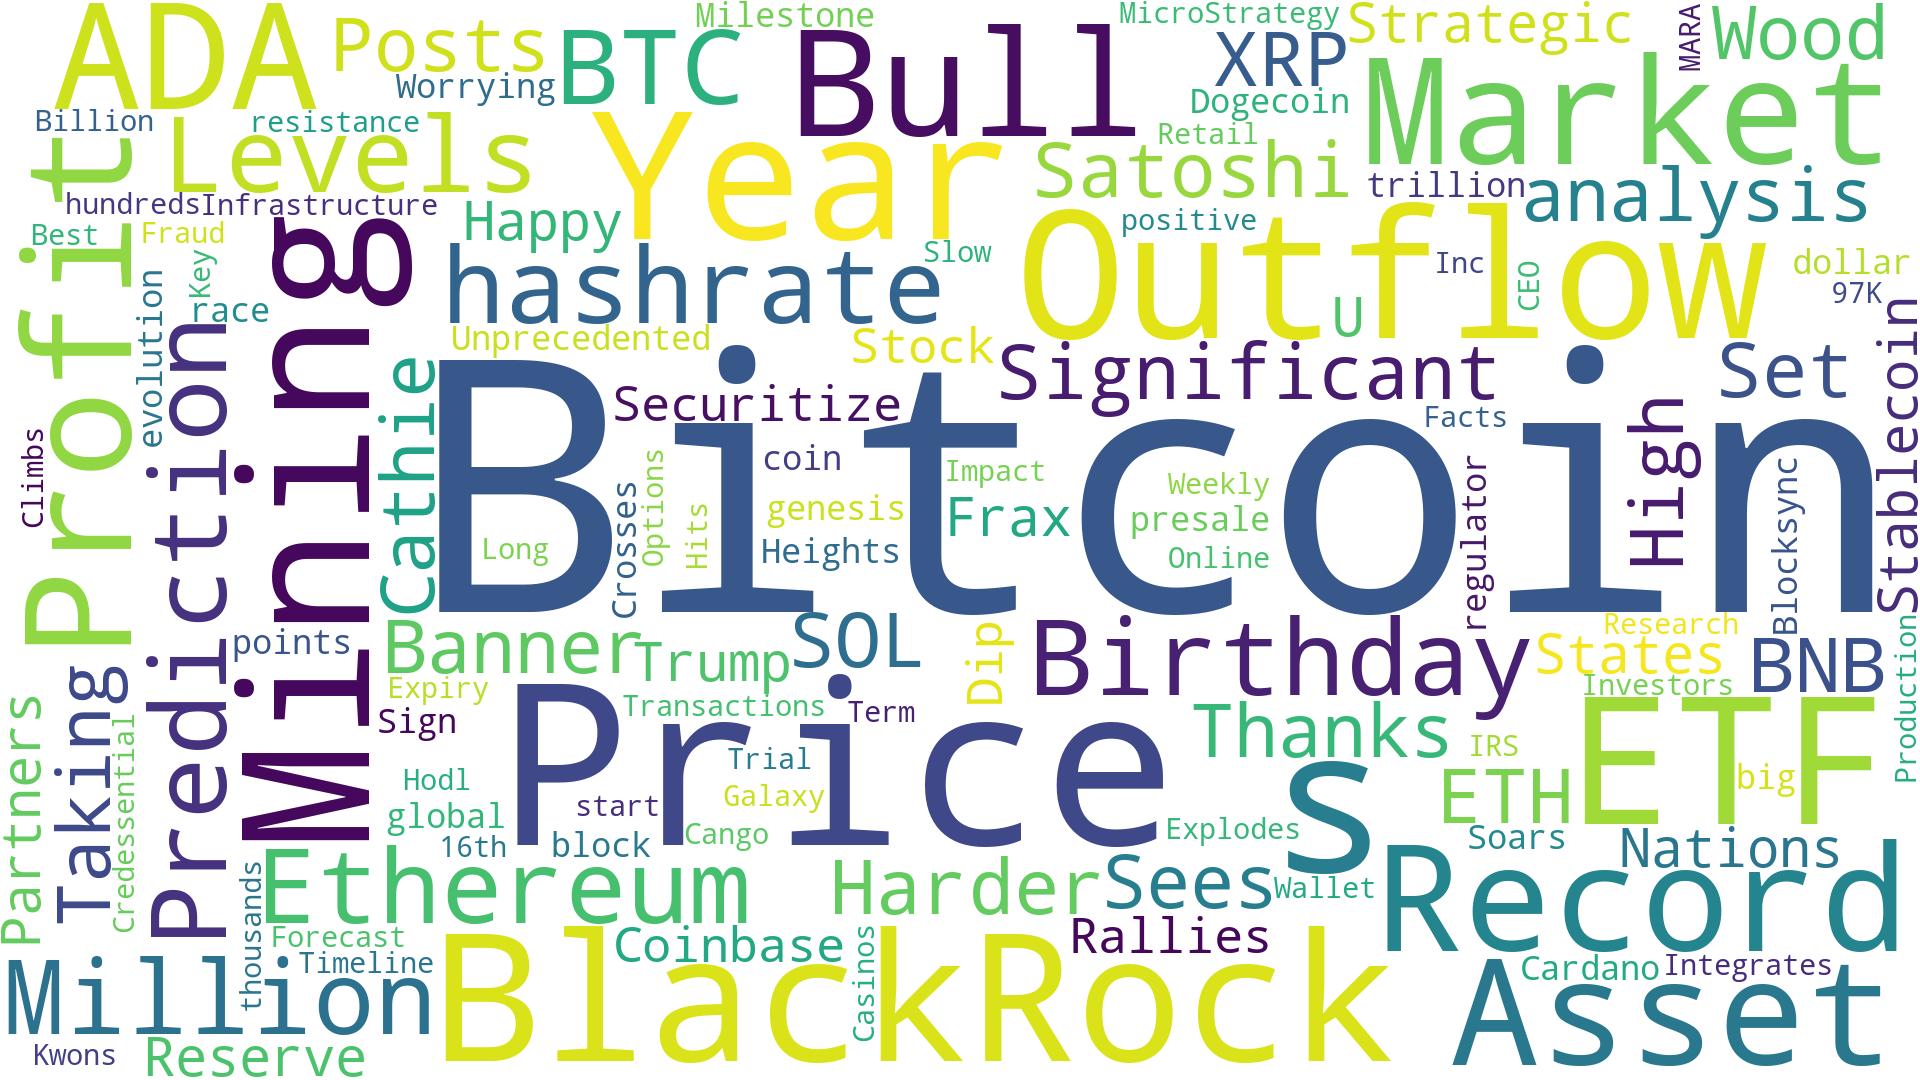 ADA
Posts
Milestone
BTC
Worrying
Bull
MicroStrategy
XRP
Strategic
MARA
Wood
Market
Dogecoin
Billion
resistance
Levels
Year
Retail
Satoshi
trillion
analysis
Profit
hundreds
Infrastructure
Happy
positive
Outflow
Best
Fraud
Key
race
evolution
Mining
hashrate
Slow
U
Inc
CEO
dollar
97K
Prediction
Unprecedented
Stock
Significant
Set
Stablecoin
Cathie
Securitize
Bitcoin
Facts
High
Climbs
coin
Impact
Weekly
Options
Crosses
Hits
genesis
Frax
presale
regulator
Blocksync
Long
Heights
Online
points
Banner
Trump
SOL
Dip
Birthday
Research
States
BNB
Production
Partners
Taking
Credessential
Sign
Expiry
Transactions
Term
Price
Thanks
Investors
IRS
ETF
Hodl
Trial
Galaxy
start
global
Cango
S
ETH
big
16th
block
Explodes
Soars
Nations
thousands
Ethereum
Harder
Sees
Wallet
Record
Forecast
Timeline
Coinbase
Casinos
Rallies
Cardano
Integrates
Million
BlackRock
Asset
Kwons
Reserve